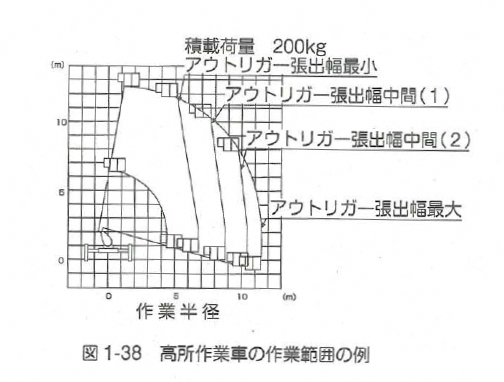 積載荷量 200kg
アウトリガー張出幅最小
(m)
アウトリガー張出幅中間(1)
10
アウトリガー張出幅中間(2)
5
アウトリガー張出幅最大
0
0 5 10 (m)
作業半径
図1-38 高所作業車の作業範囲の例